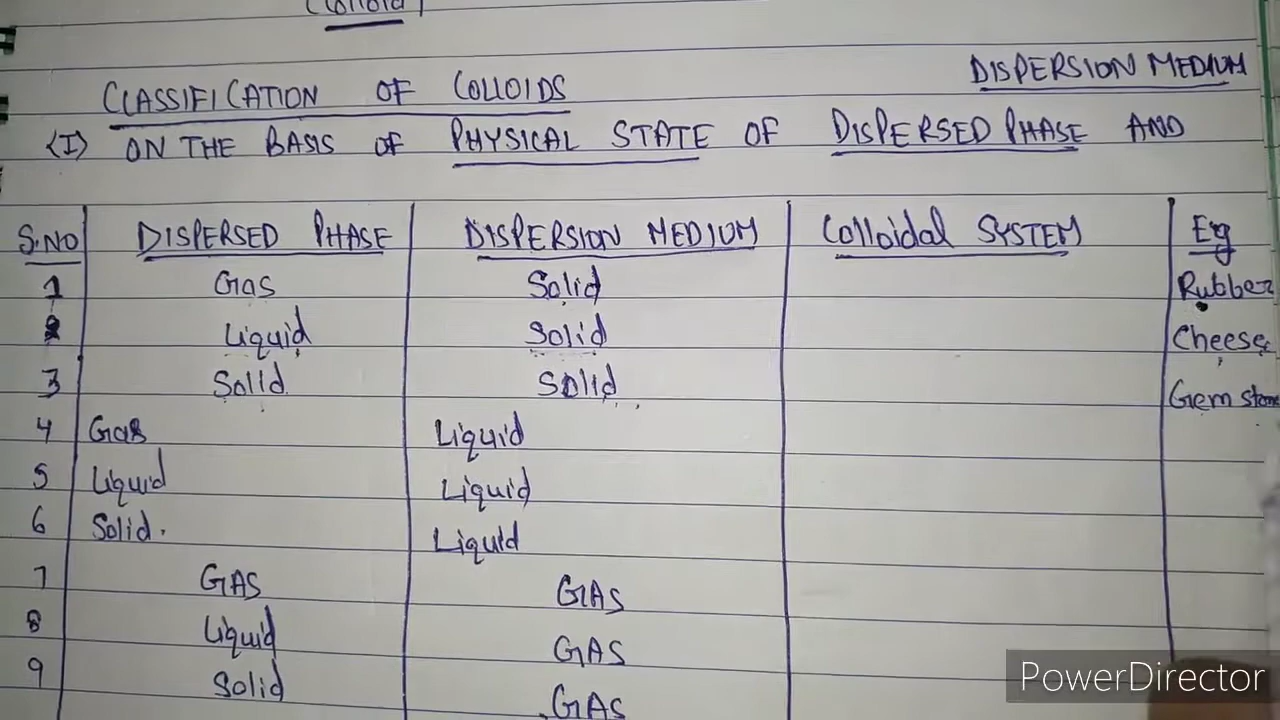 (Colloid)
CLASSIFICATION OF COLLOIDS
DISPERSION MEDIUM
(I) ON THE BASIS OF PHYSICAL STATE OF DISPERSED PHASE AND
S.NO DISPERSED PHASE DISPERSION MEDIUM Colloidal SYSTEM Eg
1 Gas Solid Rubber
2 Liquid Solid Cheese
3 Solid Solid Gem stone
4 Gas Liquid
5 Liquid Liquid
6 Solid. Liquid
7 GAS GAS
8 Liquid GAS
9 Solid GAS
PowerDirector